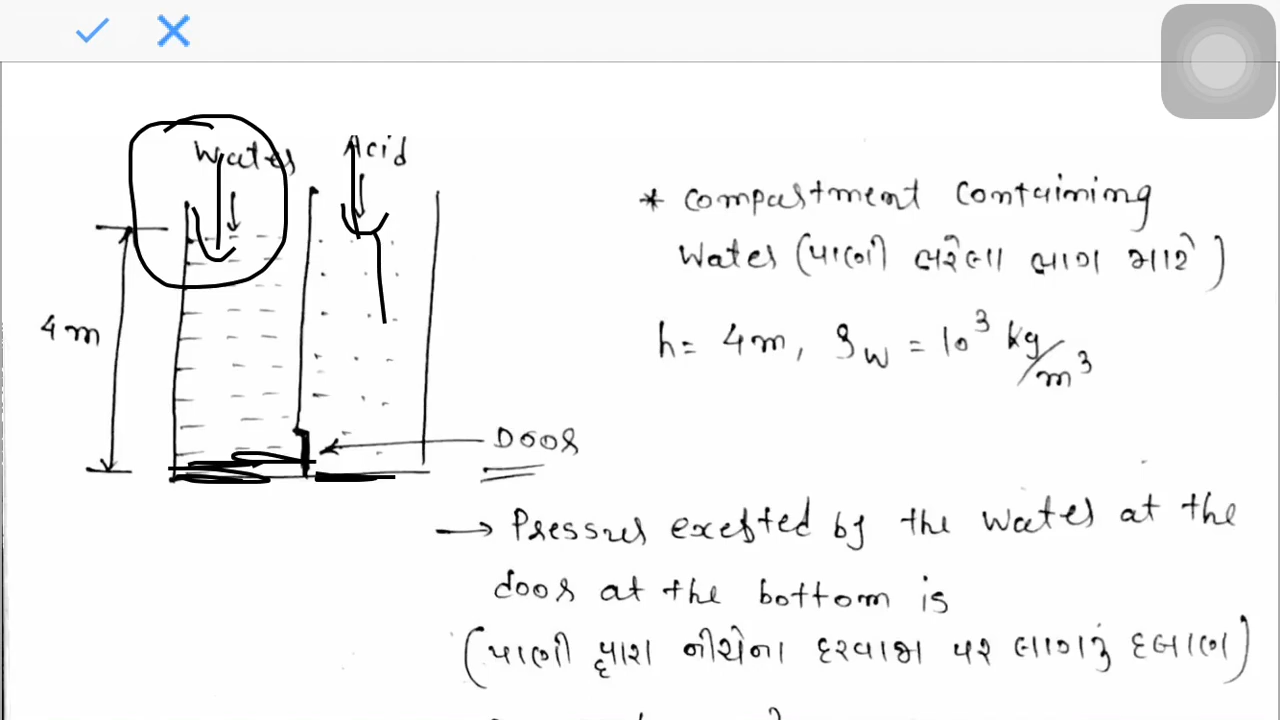 Water Acid
* Compartment containing
Water (પાણી ભરેલા ભાગ માટે)
h = 4m, ρw = 10³ kg/m³
4 m
Door
→ Pressure exerted by the water at the
door at the bottom is
(પાણી દ્વારા નીચેના દરવાજા પર લાગતું દબાણ)